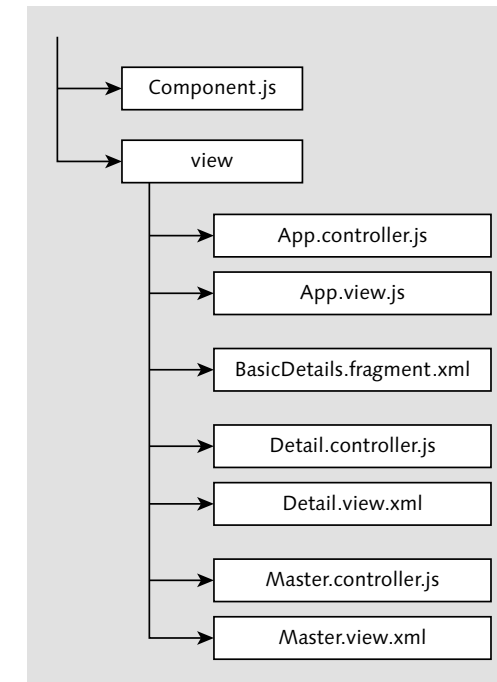 Component.js
view
App.controller.js
App.view.js
BasicDetails.fragment.xml
Detail.controller.js
Detail.view.xml
Master.controller.js
Master.view.xml